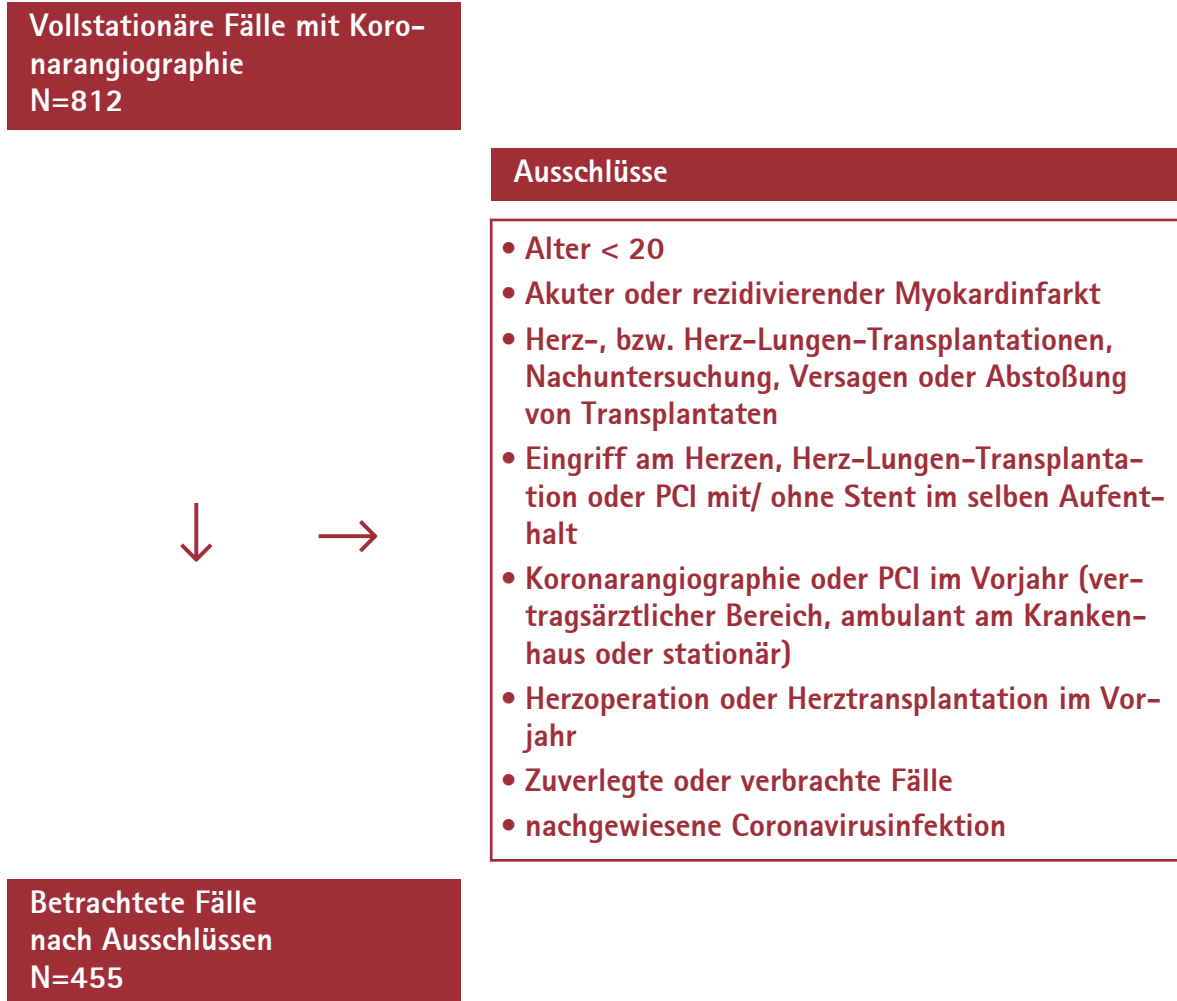 Vollstationäre Fälle mit Koro-
narangiographie
N=812
Ausschlüsse
• Alter < 20
• Akuter oder rezidivierender Myokardinfarkt
• Herz-, bzw. Herz-Lungen-Transplantationen,
Nachuntersuchung, Versagen oder Abstoßung
von Transplantaten
• Eingriff am Herzen, Herz-Lungen-Transplanta-
tion oder PCI mit/ ohne Stent im selben Aufent-
halt
• Koronarangiographie oder PCI im Vorjahr (ver-
tragsärztlicher Bereich, ambulant am Kranken-
haus oder stationär)
• Herzoperation oder Herztransplantation im Vor-
jahr
• Zuverlegte oder verbrachte Fälle
• nachgewiesene Coronavirusinfektion
Betrachtete Fälle
nach Ausschlüssen
N=455